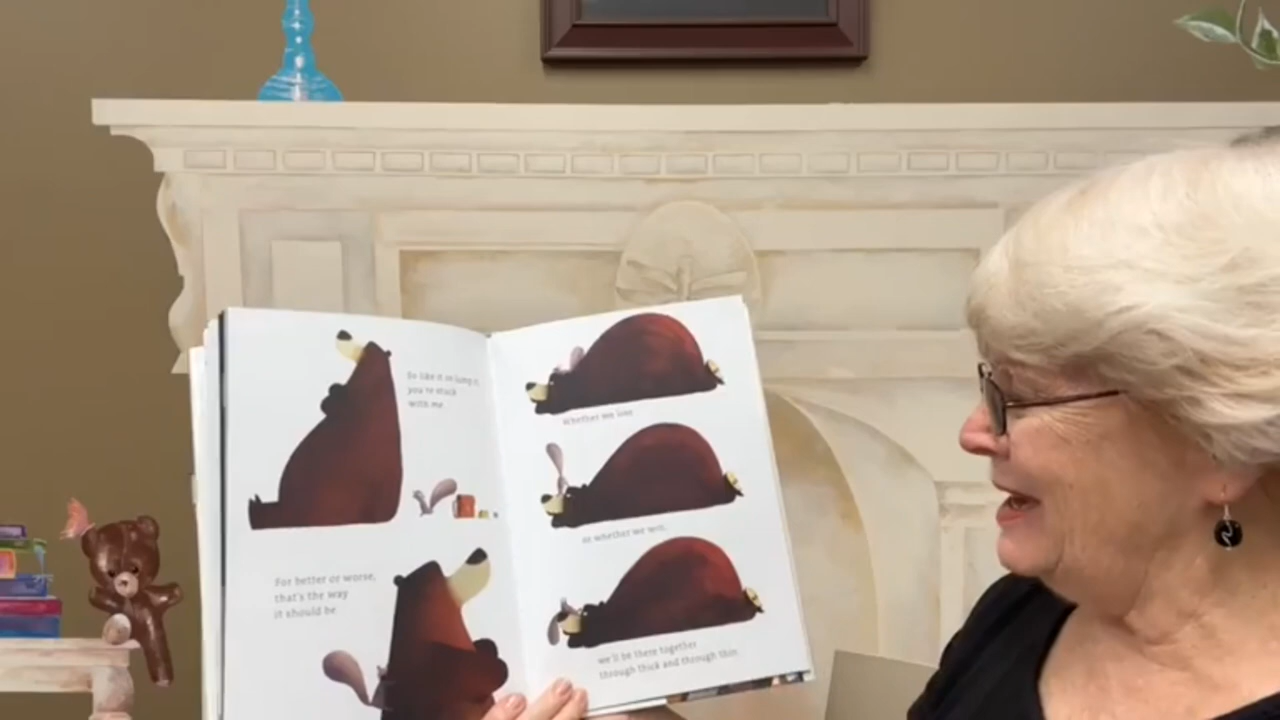 So like it or lump it,
you're stuck
with me
For better or worse,
that's the way
it should be
Whether we lose
or whether we win,
we'll be there together
through thick and through thin